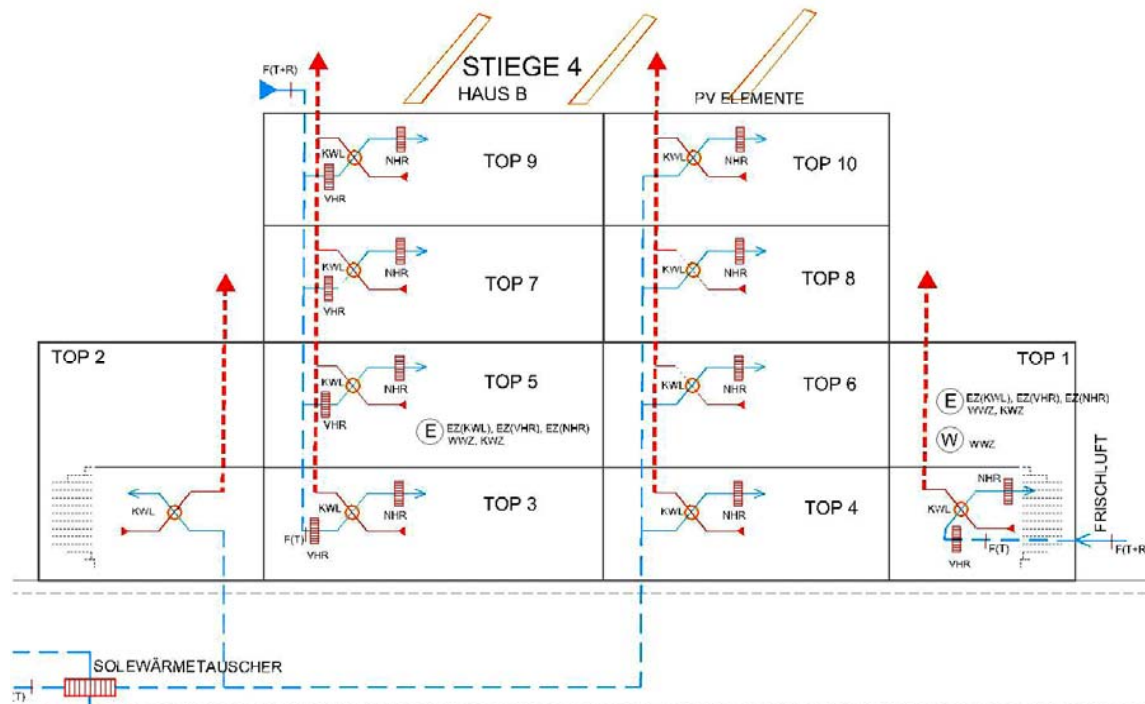 F(T+R)
STIEGE 4
HAUS B
PV ELEMENTE
KWL
NHR
VHR
TOP 9
KWL
NHR
TOP 10
KWL
NHR
VHR
TOP 7
KWL
NHR
TOP 8
TOP 2
KWL
NHR
VHR
TOP 5
E
EZ(KWL), EZ(VHR), EZ(NHR)
WWZ, KWZ
KWL
NHR
TOP 6
TOP 1
E
EZ(KWL), EZ(VHR), EZ(NHR)
WWZ, KWZ
W
WWZ
KWL
KWL
NHR
F(T)
VHR
TOP 3
KWL
NHR
TOP 4
NHR
KWL
VHR
F(T)
FRISCHLUFT
F(T+R)
SOLEWÄRMETAUSCHER